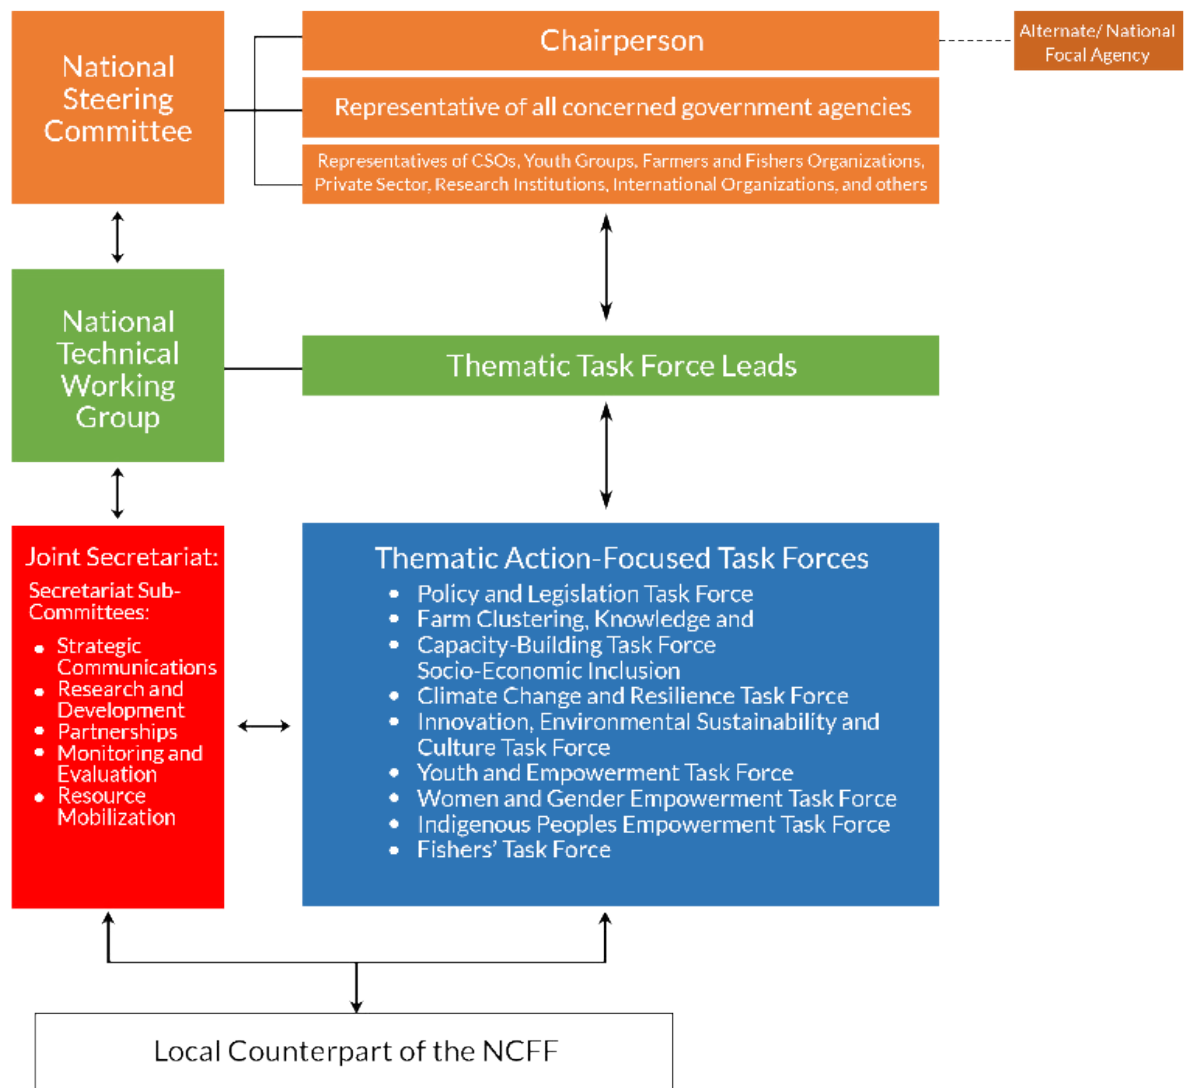 National
Steering
Committee
Chairperson
Alternate/ National
Focal Agency
Representative of all concerned government agencies
Representatives of CSOs, Youth Groups, Farmers and Fishers Organizations,
Private Sector, Research Institutions, International Organizations, and others
National
Technical
Working
Group
Thematic Task Force Leads
Joint Secretariat:
Secretariat Sub-
Committees:
• Strategic
Communications
• Research and
Development
• Partnerships
• Monitoring and
Evaluation
• Resource
Mobilization
Thematic Action-Focused Task Forces
• Policy and Legislation Task Force
• Farm Clustering, Knowledge and
• Capacity-Building Task Force
Socio-Economic Inclusion
• Climate Change and Resilience Task Force
• Innovation, Environmental Sustainability and
Culture Task Force
• Youth and Empowerment Task Force
• Women and Gender Empowerment Task Force
• Indigenous Peoples Empowerment Task Force
• Fishers’ Task Force
Local Counterpart of the NCFF